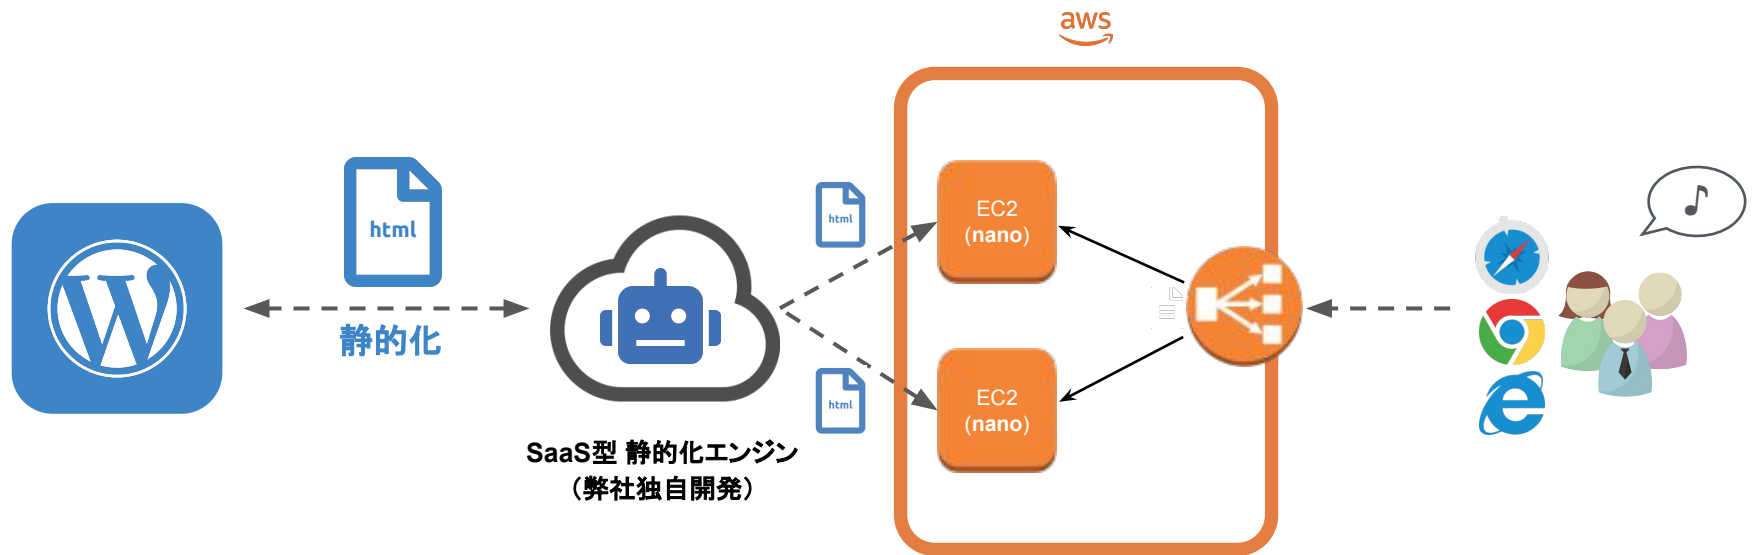 aws
html
静的化
html
html
EC2
(nano)
EC2
(nano)
SaaS型 静的化エンジン
（弊社独自開発）